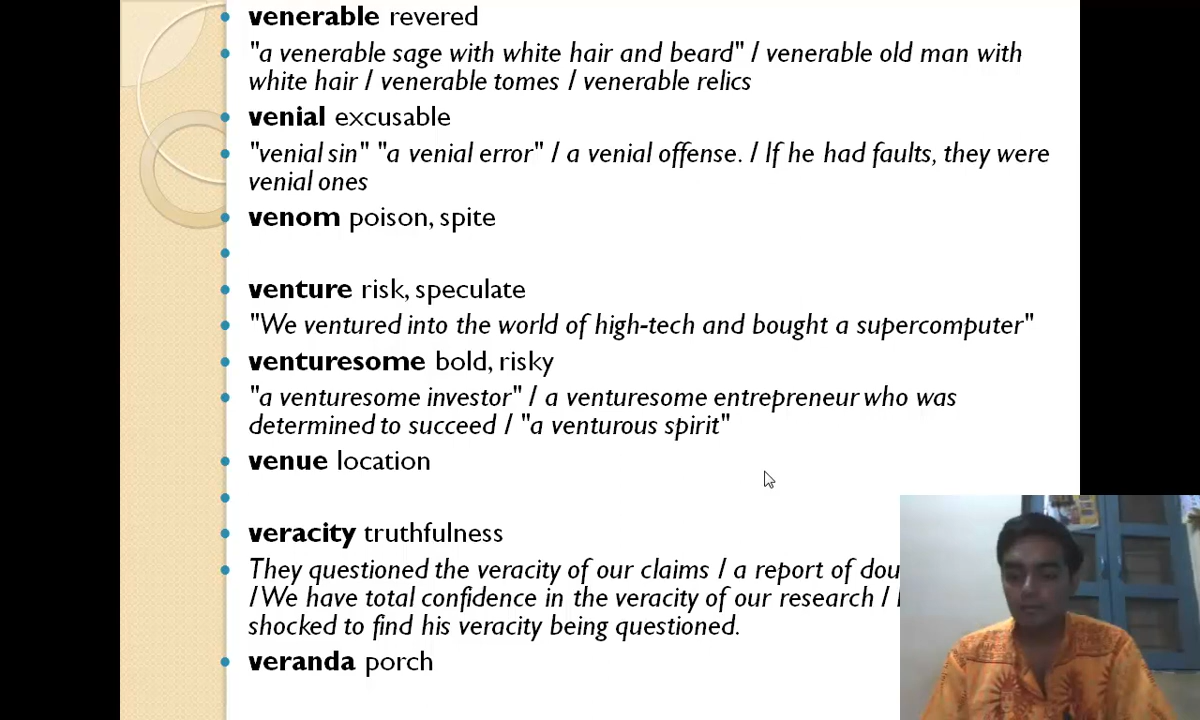 venerable revered
"a venerable sage with white hair and beard" / venerable old man with
white hair / venerable tomes / venerable relics
venial excusable
"venial sin" "a venial error" / a venial offense. / If he had faults, they were
venial ones
venom poison, spite
venture risk, speculate
"We ventured into the world of high-tech and bought a supercomputer"
venturesome bold, risky
"a venturesome investor" / a venturesome entrepreneur who was
determined to succeed / "a venturous spirit"
venue location
veracity truthfulness
They questioned the veracity of our claims / a report of
/We have total confidence in the veracity of our research /
shocked to find his veracity being questioned.
veranda porch